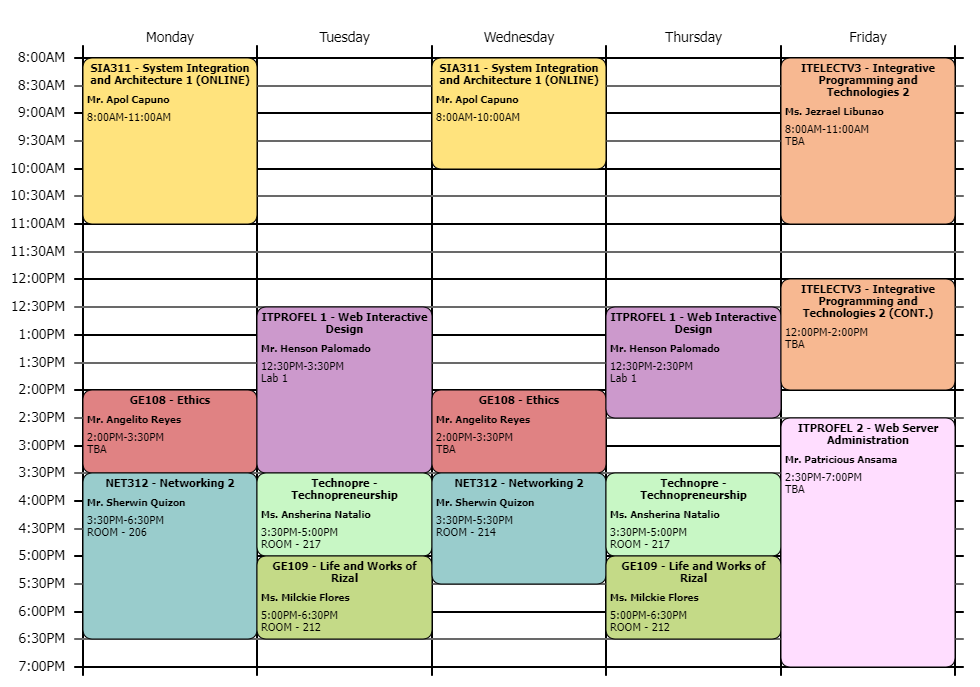 Monday
Tuesday
Wednesday
Thursday
Friday
8:00AM
8:30AM
9:00AM
9:30AM
10:00AM
10:30AM
11:00AM
11:30AM
12:00PM
12:30PM
1:00PM
1:30PM
2:00PM
2:30PM
3:00PM
3:30PM
4:00PM
4:30PM
5:00PM
5:30PM
6:00PM
6:30PM
7:00PM
SIA311 - System Integration
and Architecture 1 (ONLINE)
Mr. Apol Capuno
8:00AM-11:00AM
GE108 - Ethics
Mr. Angelito Reyes
2:00PM-3:30PM
TBA
NET312 - Networking 2
Mr. Sherwin Quizon
3:30PM-6:30PM
ROOM - 206
ITPROFEL 1 - Web Interactive
Design
Mr. Henson Palomado
12:30PM-3:30PM
Lab 1
Technopre -
Technopreneurship
Ms. Ansherina Natalio
3:30PM-5:00PM
ROOM - 217
GE109 - Life and Works of
Rizal
Ms. Milckie Flores
5:00PM-6:30PM
ROOM - 212
SIA311 - System Integration
and Architecture 1 (ONLINE)
Mr. Apol Capuno
8:00AM-10:00AM
GE108 - Ethics
Mr. Angelito Reyes
2:00PM-3:30PM
TBA
NET312 - Networking 2
Mr. Sherwin Quizon
3:30PM-5:30PM
ROOM - 214
ITPROFEL 1 - Web Interactive
Design
Mr. Henson Palomado
12:30PM-2:30PM
Lab 1
Technopre -
Technopreneurship
Ms. Ansherina Natalio
3:30PM-5:00PM
ROOM - 217
GE109 - Life and Works of
Rizal
Ms. Milckie Flores
5:00PM-6:30PM
ROOM - 212
ITELECTV3 - Integrative
Programming and
Technologies 2
Ms. Jezrael Libunao
8:00AM-11:00AM
TBA
ITELECTV3 - Integrative
Programming and
Technologies 2 (CONT.)
12:00PM-2:00PM
TBA
ITPROFEL 2 - Web Server
Administration
Mr. Patricious Ansama
2:30PM-7:00PM
TBA